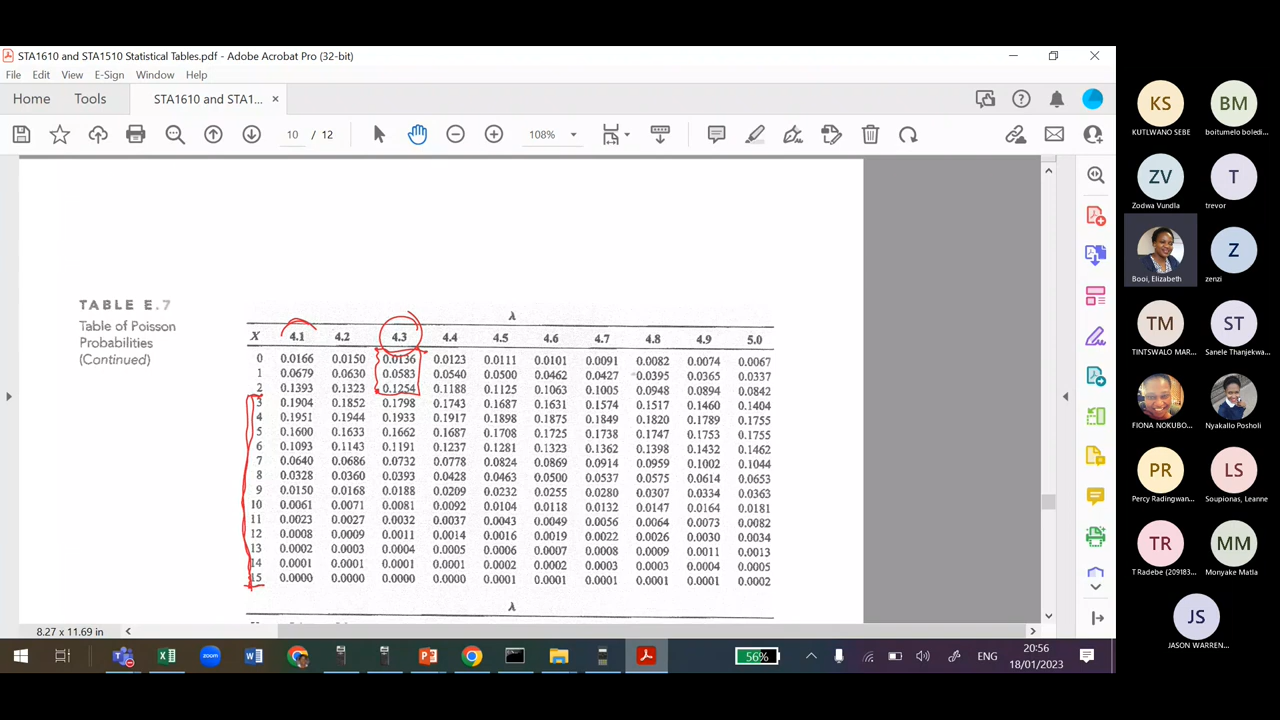 STA1610 and STA1510 Statistical Tables.pdf - Adobe Acrobat Pro (32-bit)
File Edit View E-Sign Window Help
Home Tools STA1610 and STA1... ×
10 / 12 108%
TABLE E.7
Table of Poisson
Probabilities
(Continued)
λ
X 4.1 4.2 4.3 4.4 4.5 4.6 4.7 4.8 4.9 5.0
0 0.0166 0.0150 0.0136 0.0123 0.0111 0.0101 0.0091 0.0082 0.0074 0.0067
1 0.0679 0.0630 0.0583 0.0540 0.0500 0.0462 0.0427 0.0395 0.0365 0.0337
2 0.1393 0.1323 0.1254 0.1188 0.1125 0.1063 0.1005 0.0948 0.0894 0.0842
3 0.1904 0.1852 0.1798 0.1743 0.1687 0.1631 0.1574 0.1517 0.1460 0.1404
4 0.1951 0.1944 0.1933 0.1917 0.1898 0.1875 0.1849 0.1820 0.1789 0.1755
5 0.1600 0.1633 0.1662 0.1687 0.1708 0.1725 0.1738 0.1747 0.1753 0.1755
6 0.1093 0.1143 0.1191 0.1237 0.1281 0.1323 0.1362 0.1398 0.1432 0.1462
7 0.0640 0.0686 0.0732 0.0778 0.0824 0.0869 0.0914 0.0959 0.1002 0.1044
8 0.0328 0.0360 0.0393 0.0428 0.0463 0.0500 0.0537 0.0575 0.0614 0.0653
9 0.0150 0.0168 0.0188 0.0209 0.0232 0.0255 0.0280 0.0307 0.0334 0.0363
10 0.0061 0.0071 0.0081 0.0092 0.0104 0.0118 0.0132 0.0147 0.0164 0.0181
11 0.0023 0.0027 0.0032 0.0037 0.0043 0.0049 0.0056 0.0064 0.0073 0.0082
12 0.0008 0.0009 0.0011 0.0014 0.0016 0.0019 0.0022 0.0026 0.0030 0.0034
13 0.0002 0.0003 0.0004 0.0005 0.0006 0.0007 0.0008 0.0009 0.0011 0.0013
14 0.0001 0.0001 0.0001 0.0001 0.0002 0.0002 0.0003 0.0003 0.0004 0.0005
15 0.0000 0.0000 0.0000 0.0000 0.0001 0.0001 0.0001 0.0001 0.0001 0.0002
λ
8.27 x 11.69 in
56% ENG 20:56
18/01/2023
KS BM
KUTLWANO SEBE boitumelo boledi...
ZV T
Zodwa Vundla trevor
Z
Booi, Elizabeth zenzi
TM ST
TINTSWALO MAR... Sanele Thanjekwa...
FIONA NOKUBO... Nyakallo Posholi
PR LS
Percy Radingwan... Soupionas, Leanne
TR MM
T Radebe (209183... Monyake Matla
JS
JASON WARREN...